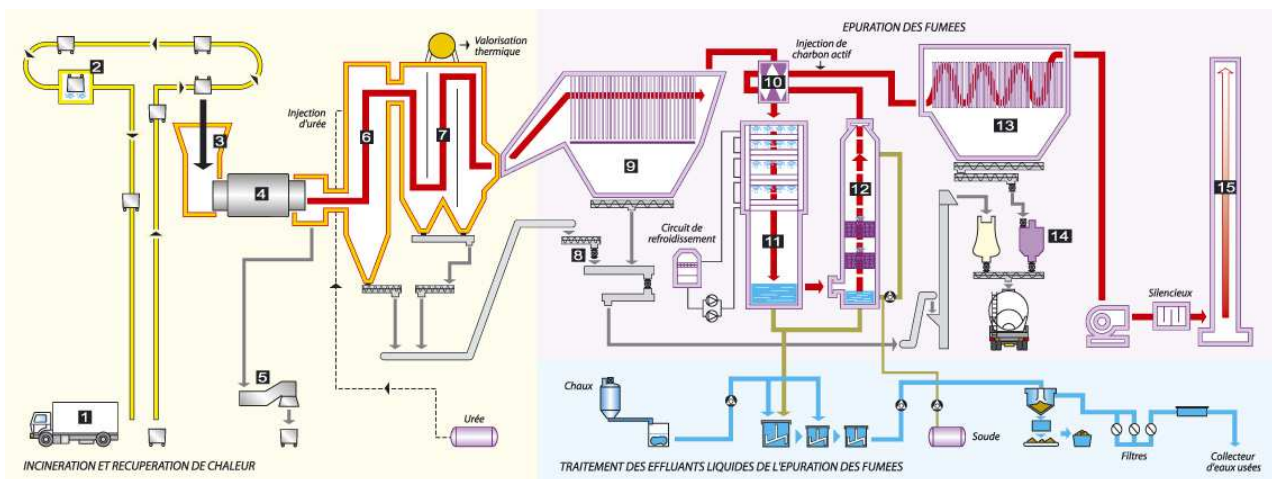 EPURATION DES FUMEES
Valorisation
thermique
Injection de
charbon actif
2
10
3
Injection
d'urée
6
7
13
9
4
12
15
Circuit de
refroidissement
11
14
8
Silencieux
5
Chaux
1
Urée
Soude
Filtres
Collecteur
d'eaux usées
INCINERATION ET RECUPERATION DE CHALEUR
TRAITEMENT DES EFFLUANTS LIQUIDES DE L'EPURATION DES FUMEES